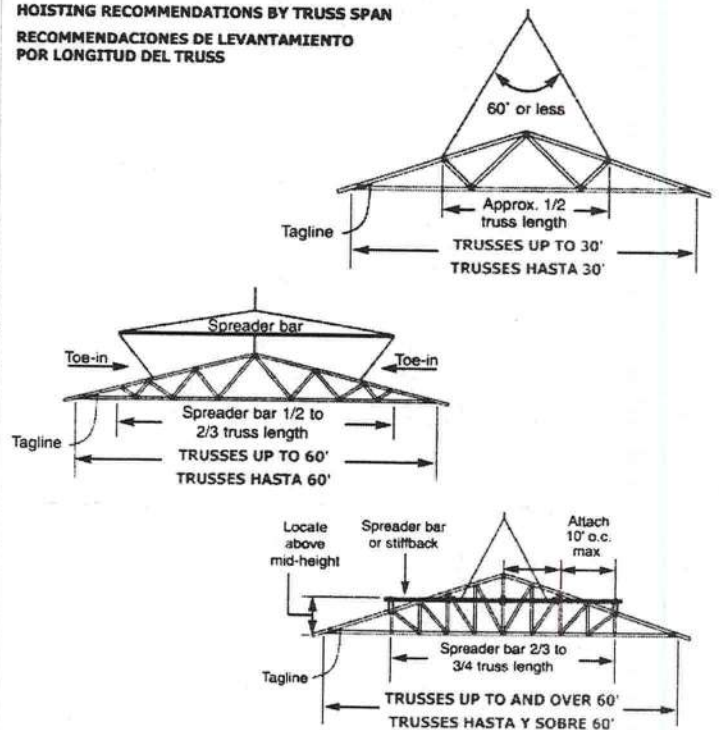 HOISTING RECOMMENDATIONS BY TRUSS SPAN
RECOMMENDACIONES DE LEVANTAMIENTO
POR LONGITUD DEL TRUSS
60° or less
Approx. 1/2
truss length
Tagline
TRUSSES UP TO 30'
TRUSSES HASTA 30'
Spreader bar
Toe-in
Toe-in
Spreader bar 1/2 to
2/3 truss length
Tagline
TRUSSES UP TO 60'
TRUSSES HASTA 60'
Locate
above
mid-height
Spreader bar
or stiffback
Attach
10' o.c.
max
Spreader bar 2/3 to
3/4 truss length
Tagline
TRUSSES UP TO AND OVER 60'
TRUSSES HASTA Y SOBRE 60'